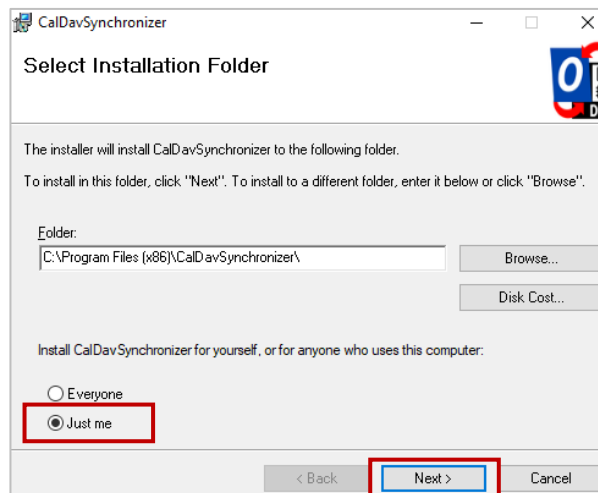 CalDavSynchronizer
Select Installation Folder
The installer will install CalDavSynchronizer to the following folder.
To install in this folder, click "Next". To install to a different folder, enter it below or click "Browse".
Folder:
C:\Program Files (x86)\CalDavSynchronizer\
Browse...
Disk Cost...
Install CalDavSynchronizer for yourself, or for anyone who uses this computer:
Everyone
Just me
< Back
Next >
Cancel